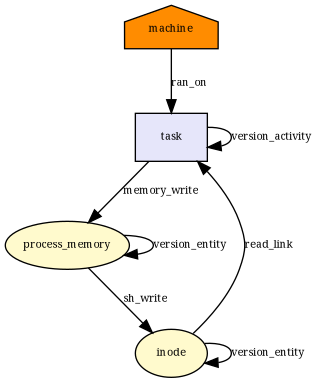 machine
ran_on
task
version_activity
memory_write
process_memory
version_entity
read_link
sh_write
inode
version_entity